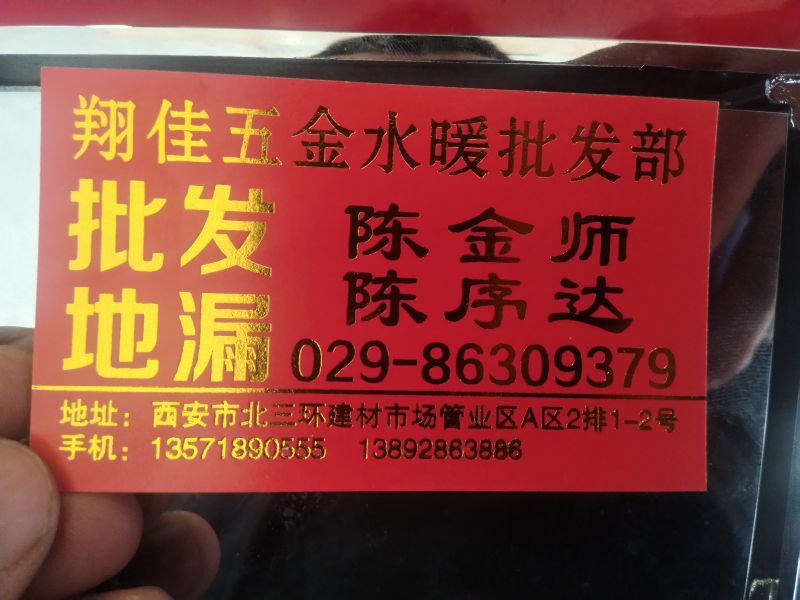 翔佳五金水暖批发部
批发
地漏
陈金师
陈序达
029-86309379
地址：西安市北三环建材市场管业区A区2排1-2号
手机：13571890555 13892863886